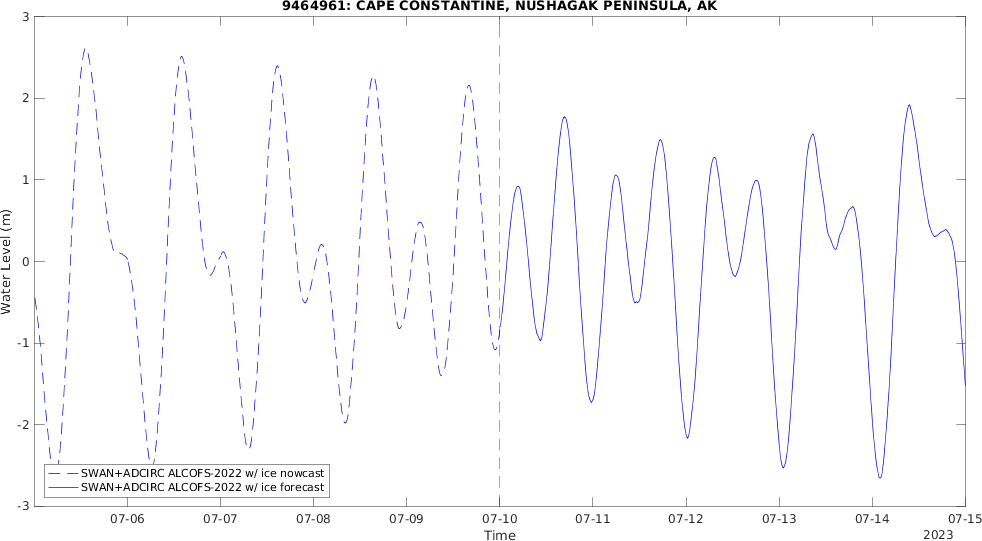 9464961: CAPE CONSTANTINE, NUSHAGAK PENINSULA, AK
3
2
1
0
-1
-2
-3
Water Level (m)
SWAN+ADCIRC ALCOFS-2022 w/ ice nowcast
SWAN+ADCIRC ALCOFS-2022 w/ ice forecast
07-06 07-07 07-08 07-09 07-10 07-11 07-12 07-13 07-14 07-15
Time
2023